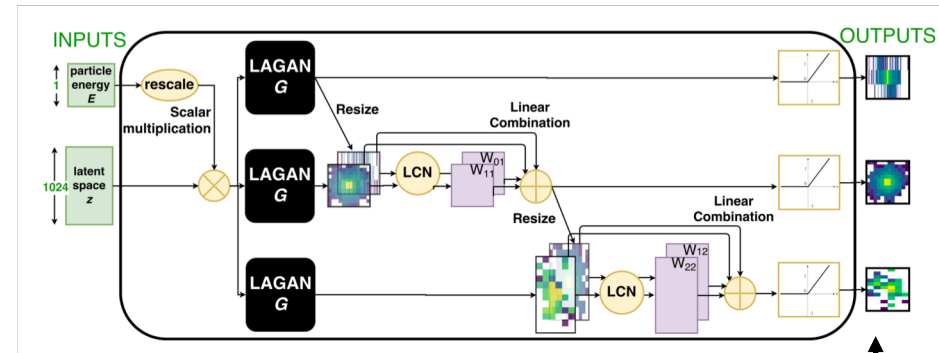 INPUTS
OUTPUTS
particle
energy
E
1
rescale
Scalar
multiplication
latent
space
z
1024
LAGAN
G
Resize
Linear
Combination
LAGAN
G
LCN
W01
W11
Resize
Linear
Combination
LAGAN
G
LCN
W12
W22